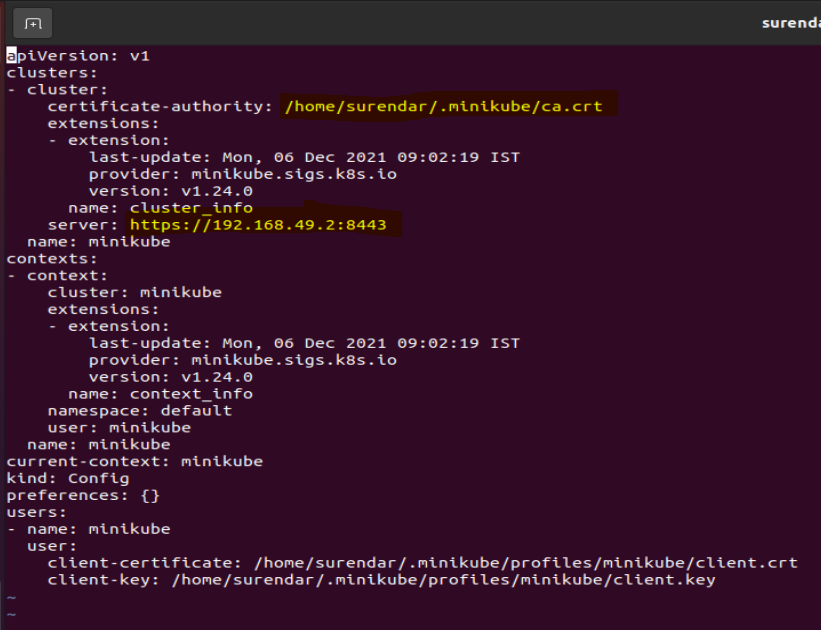 surenda
apiVersion: v1
clusters:
- cluster:
    certificate-authority: /home/surendar/.minikube/ca.crt
    extensions:
    - extension:
        last-update: Mon, 06 Dec 2021 09:02:19 IST
        provider: minikube.sigs.k8s.io
        version: v1.24.0
      name: cluster_info
    server: https://192.168.49.2:8443
  name: minikube
contexts:
- context:
    cluster: minikube
    extensions:
    - extension:
        last-update: Mon, 06 Dec 2021 09:02:19 IST
        provider: minikube.sigs.k8s.io
        version: v1.24.0
      name: context_info
    namespace: default
    user: minikube
  name: minikube
current-context: minikube
kind: Config
preferences: {}
users:
- name: minikube
  user:
    client-certificate: /home/surendar/.minikube/profiles/minikube/client.crt
    client-key: /home/surendar/.minikube/profiles/minikube/client.key
~
~